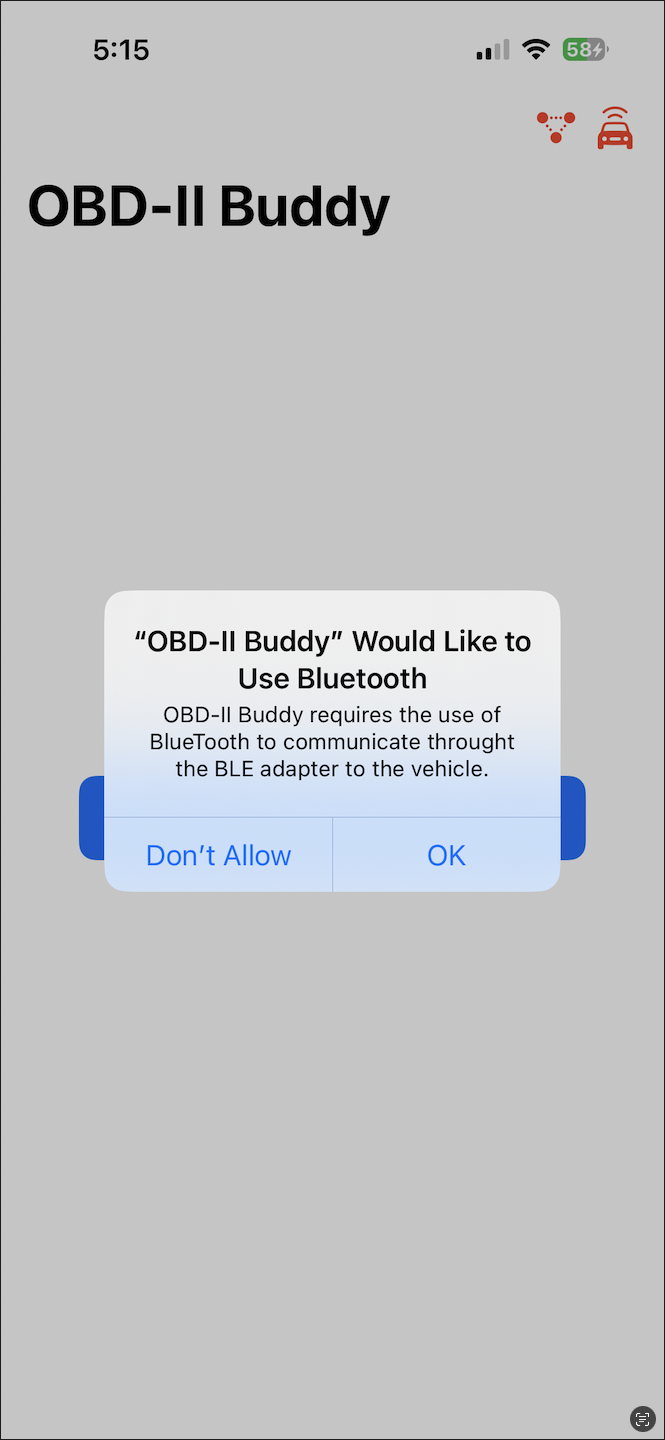 5:15
58
OBD-II Buddy
“OBD-II Buddy” Would Like to
Use Bluetooth
OBD-II Buddy requires the use of
BlueTooth to communicate throught
the BLE adapter to the vehicle.
Don’t Allow
OK